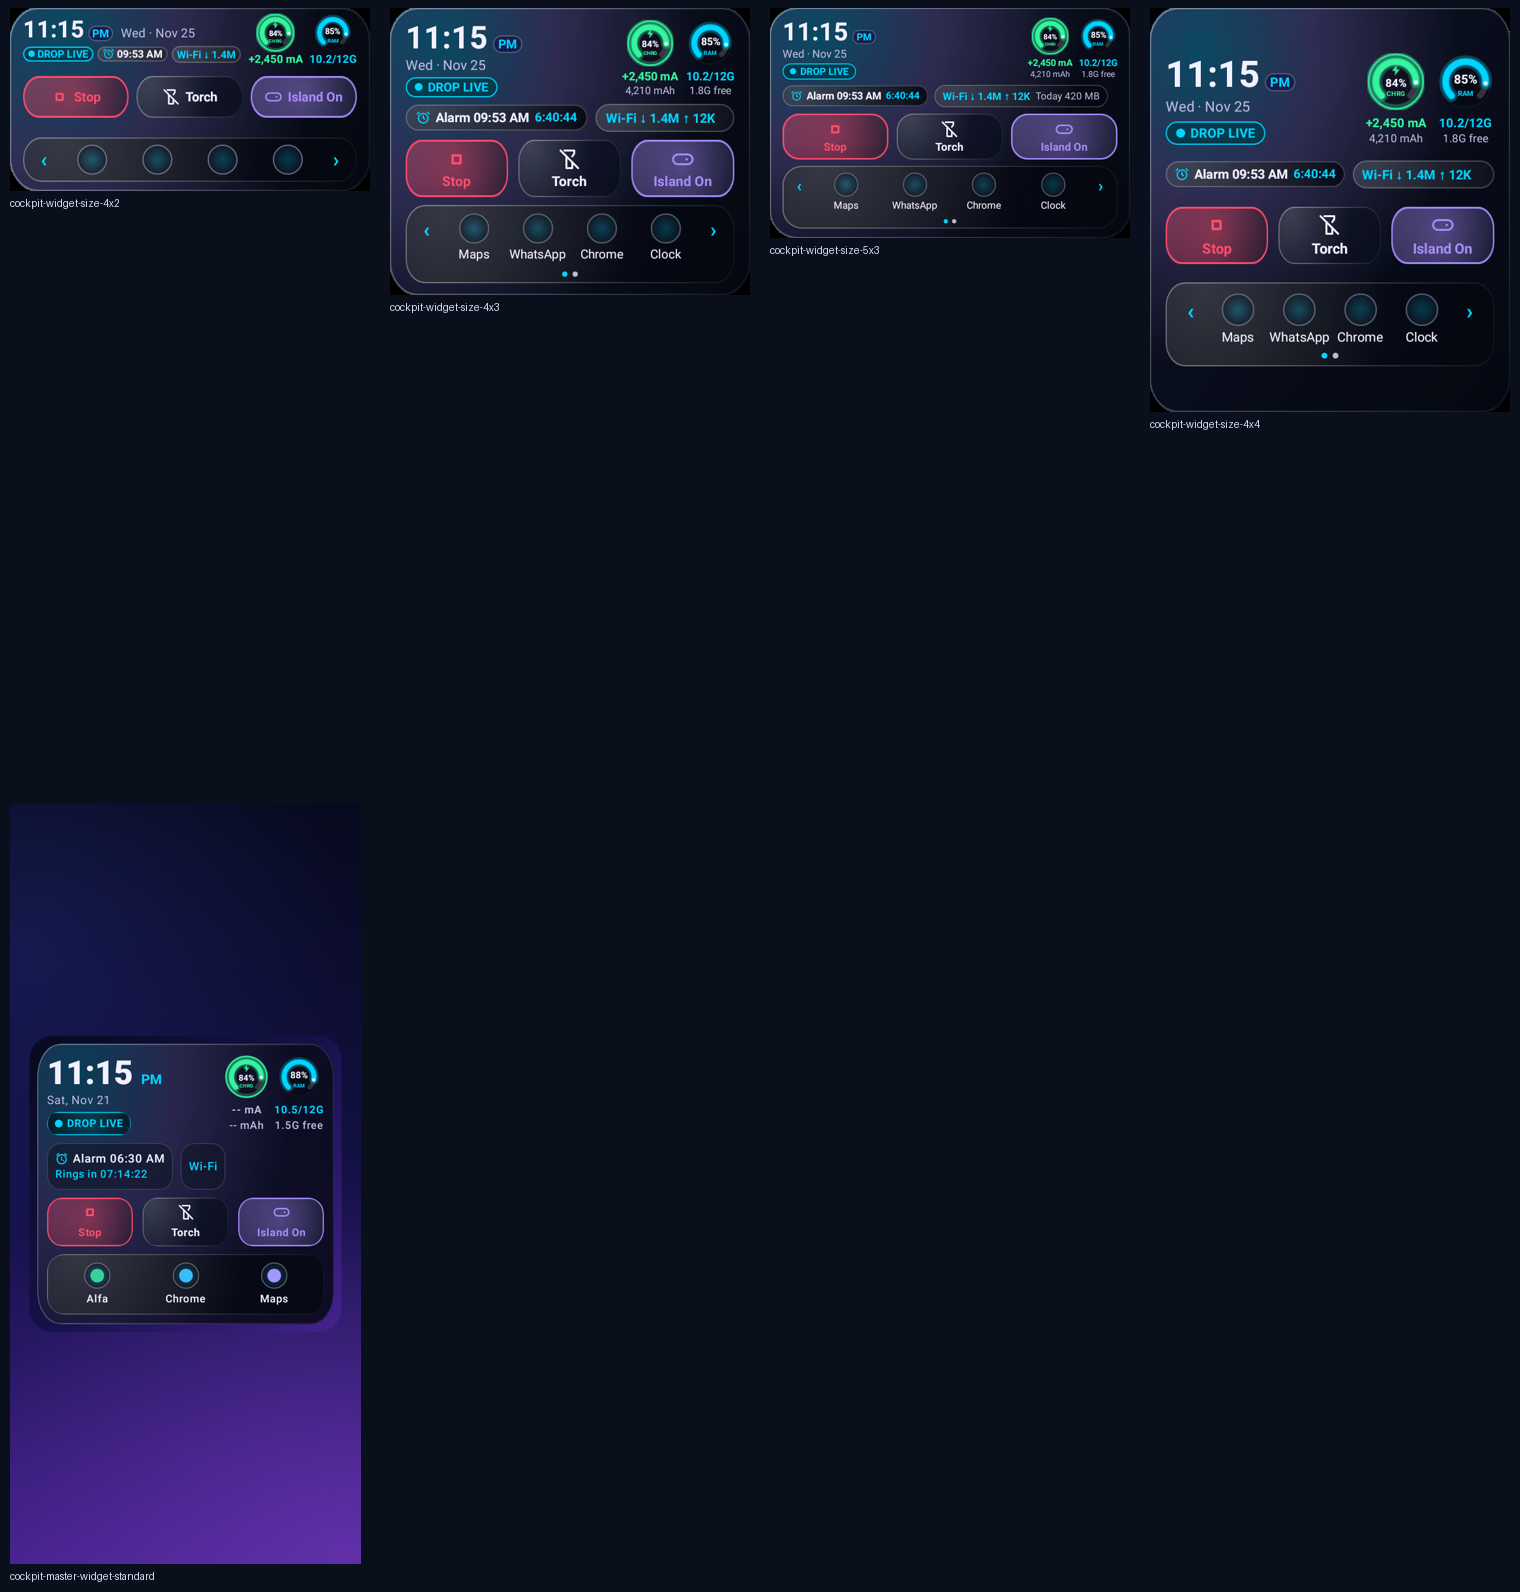 11:15 PM Wed · Nov 25
84%
CHRG
85%
RAM
DROP LIVE 09:53 AM Wi-Fi ↓ 1.4M +2,450 mA 10.2/12G
Stop Torch Island On
‹ ›
cockpit-widget-size-4x2
11:15 PM
84%
CHRG
85%
RAM
Wed · Nov 25
+2,450 mA 10.2/12G
DROP LIVE
4,210 mAh 1.8G free
Alarm 09:53 AM 6:40:44 Wi-Fi ↓ 1.4M ↑ 12K
Stop Torch Island On
‹ ›
Maps WhatsApp Chrome Clock
cockpit-widget-size-4x3
11:15 PM
84%
CHRG
85%
RAM
Wed · Nov 25
+2,450 mA 10.2/12G
DROP LIVE
4,210 mAh 1.8G free
Alarm 09:53 AM 6:40:44 Wi-Fi ↓ 1.4M ↑ 12K Today 420 MB
Stop Torch Island On
‹ ›
Maps WhatsApp Chrome Clock
cockpit-widget-size-5x3
11:15 PM
84%
CHRG
85%
RAM
Wed · Nov 25
+2,450 mA 10.2/12G
DROP LIVE
4,210 mAh 1.8G free
Alarm 09:53 AM 6:40:44 Wi-Fi ↓ 1.4M ↑ 12K
Stop Torch Island On
‹ ›
Maps WhatsApp Chrome Clock
cockpit-widget-size-4x4
11:15 PM
84%
CHRG
88%
RAM
Sat, Nov 21
-- mA 10.5/12G
DROP LIVE
-- mAh 1.5G free
Alarm 06:30 AM
Rings in 07:14:22
Wi-Fi
Stop Torch Island On
Alfa Chrome Maps
cockpit-master-widget-standard